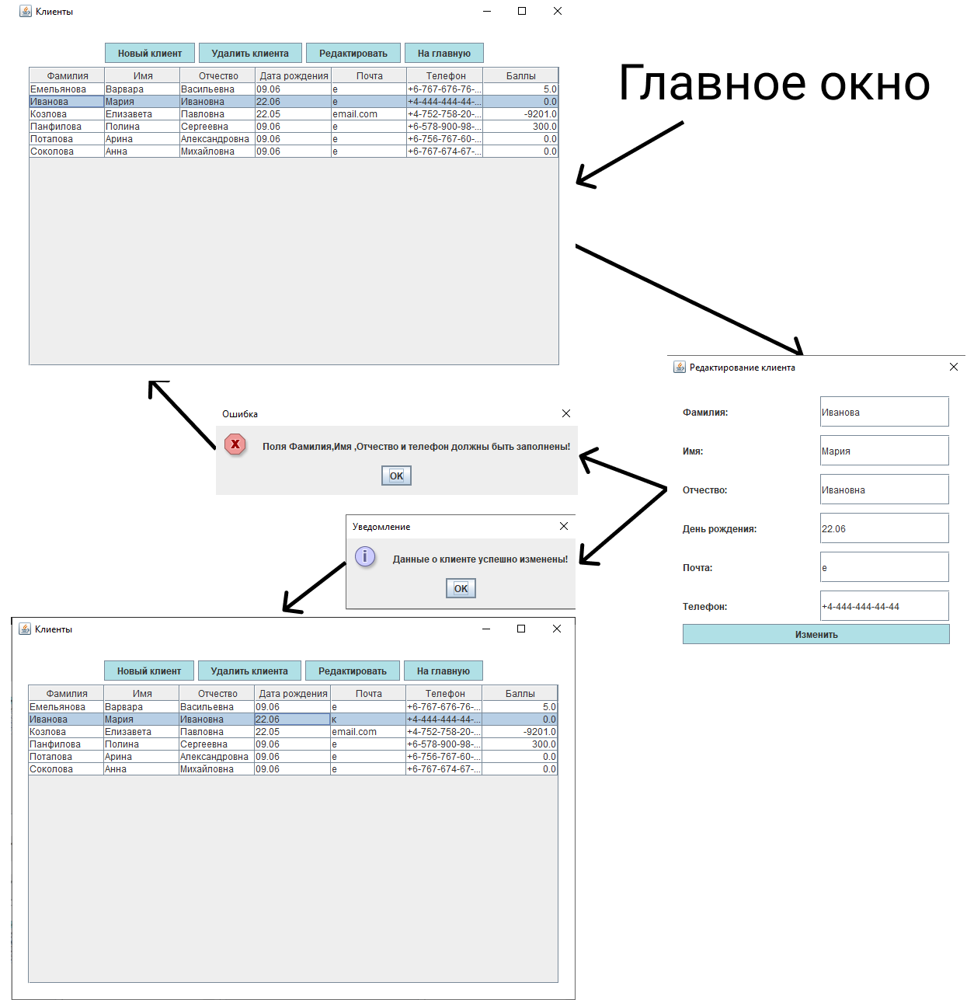 Клиенты
Новый клиент Удалить клиента Редактировать На главную
Фамилия Имя Отчество Дата рождения Почта Телефон Баллы
Емельянова Варвара Васильевна 09.06 е +6-767-676-76-... 5.0
Иванова Мария Ивановна 22.06 е +4-444-444-44-... 0.0
Козлова Елизавета Павловна 22.05 email.com +4-752-758-20-... -9201.0
Панфилова Полина Сергеевна 09.06 е +6-578-900-98-... 300.0
Потапова Арина Александровна 09.06 е +6-756-767-60-... 0.0
Соколова Анна Михайловна 09.06 е +6-767-674-67-... 0.0
Главное окно
Редактирование клиента
Фамилия: Иванова
Имя: Мария
Отчество: Ивановна
День рождения: 22.06
Почта: е
Телефон: +4-444-444-44-44
Изменить
Ошибка
Поля Фамилия,Имя ,Отчество и телефон должны быть заполнены!
OK
Уведомление
Данные о клиенте успешно изменены!
OK
Клиенты
Новый клиент Удалить клиента Редактировать На главную
Фамилия Имя Отчество Дата рождения Почта Телефон Баллы
Емельянова Варвара Васильевна 09.06 е +6-767-676-76-... 5.0
Иванова Мария Ивановна 22.06 к +4-444-444-44-... 0.0
Козлова Елизавета Павловна 22.05 email.com +4-752-758-20-... -9201.0
Панфилова Полина Сергеевна 09.06 е +6-578-900-98-... 300.0
Потапова Арина Александровна 09.06 е +6-756-767-60-... 0.0
Соколова Анна Михайловна 09.06 е +6-767-674-67-... 0.0